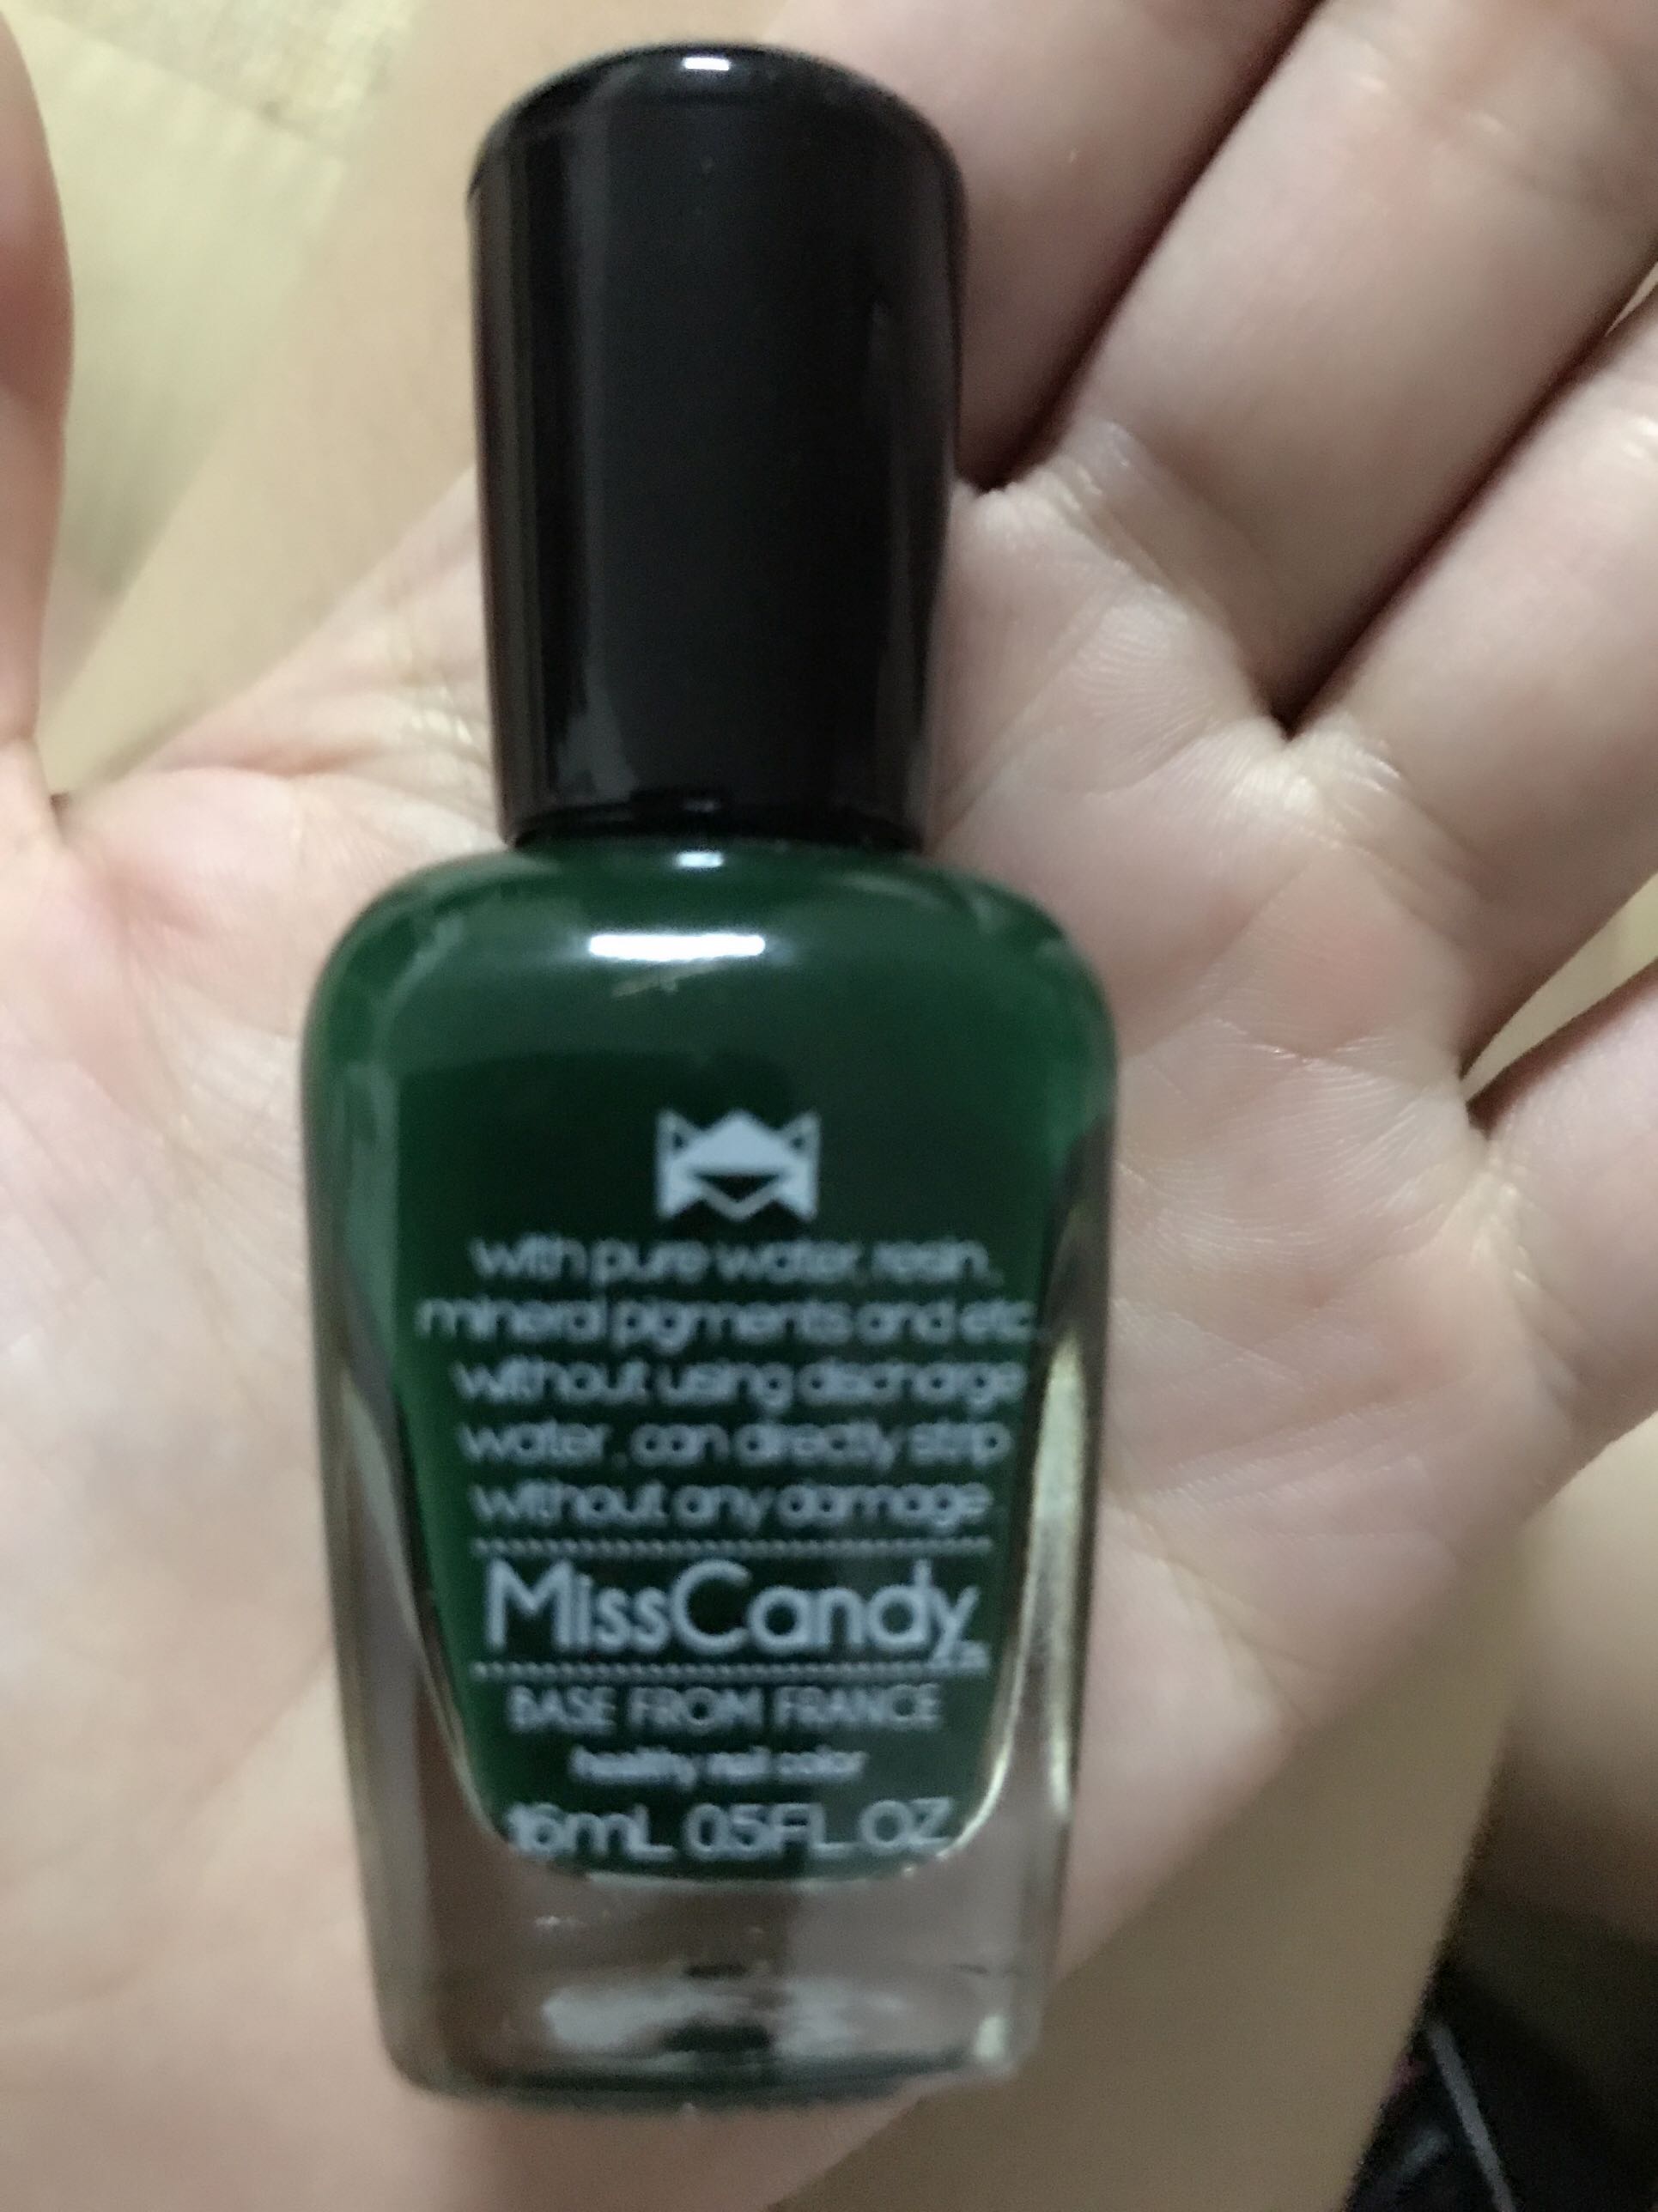 with pure water, resin,
mineral pigments and etc.
without using discharge
water, can directly strip
without any damage
MissCandy
BASE FROM FRANCE
healthy nail color
16mL 0.5FL.OZ